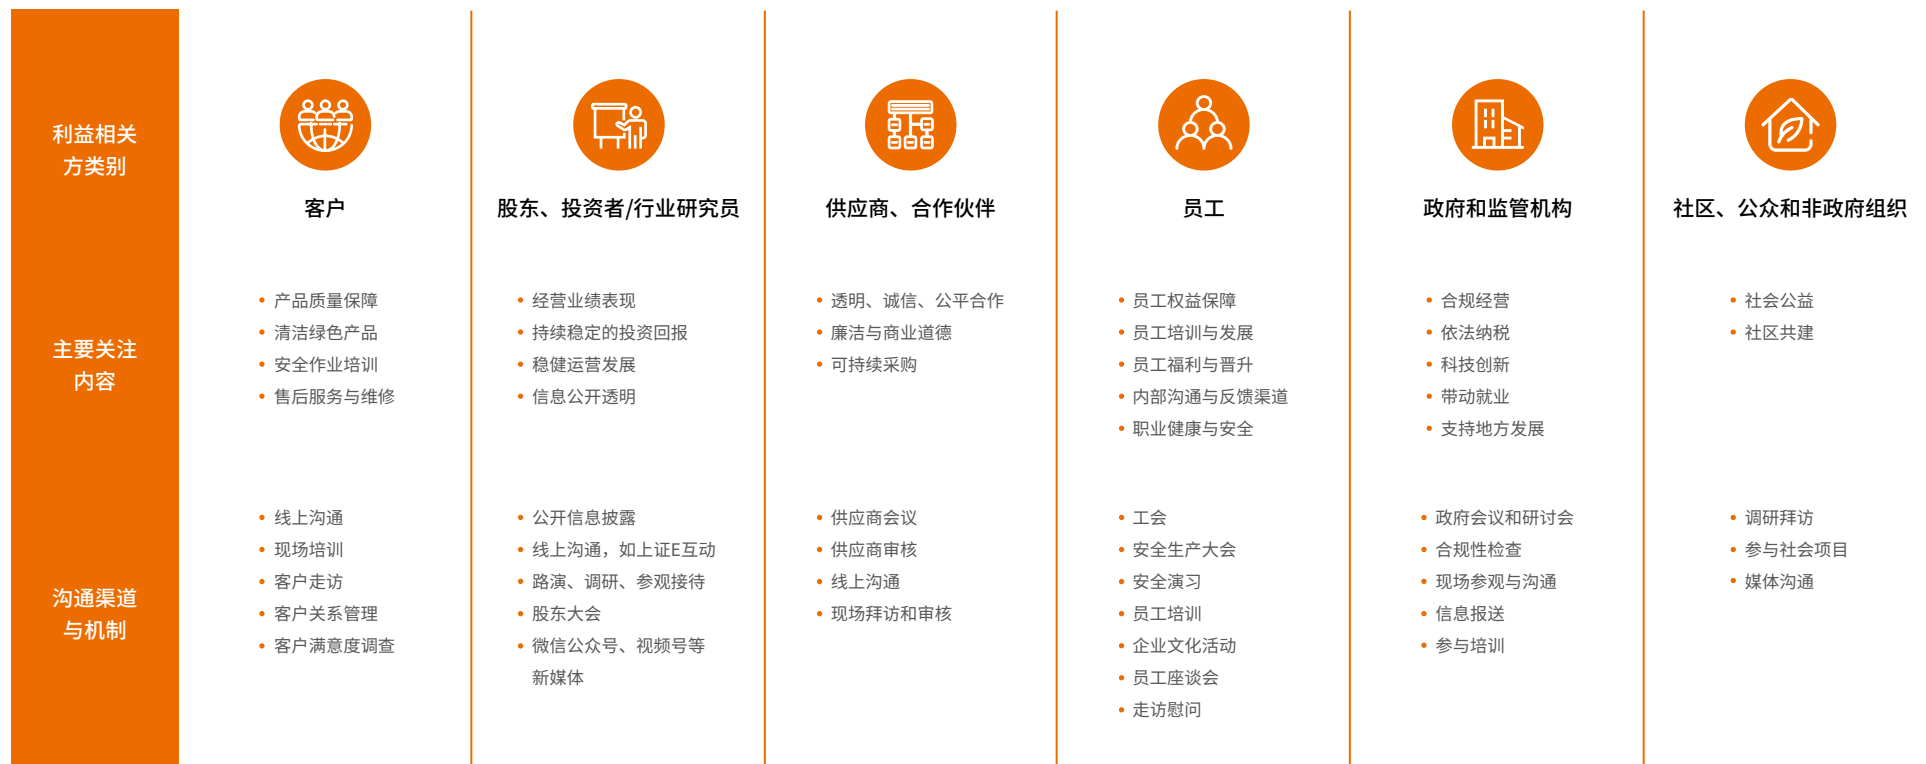 利益相关
方类别
客户
股东、投资者/行业研究员
供应商、合作伙伴
员工
政府和监管机构
社区、公众和非政府组织
主要关注
内容
• 产品质量保障
• 清洁绿色产品
• 安全作业培训
• 售后服务与维修
• 经营业绩表现
• 持续稳定的投资回报
• 稳健运营发展
• 信息公开透明
• 透明、诚信、公平合作
• 廉洁与商业道德
• 可持续采购
• 员工权益保障
• 员工培训与发展
• 员工福利与晋升
• 内部沟通与反馈渠道
• 职业健康与安全
• 合规经营
• 依法纳税
• 科技创新
• 带动就业
• 支持地方发展
• 社会公益
• 社区共建
沟通渠道
与机制
• 线上沟通
• 现场培训
• 客户走访
• 客户关系管理
• 客户满意度调查
• 公开信息披露
• 线上沟通，如上证E互动
• 路演、调研、参观接待
• 股东大会
• 微信公众号、视频号等
新媒体
• 供应商会议
• 供应商审核
• 线上沟通
• 现场拜访和审核
• 工会
• 安全生产大会
• 安全演习
• 员工培训
• 企业文化活动
• 员工座谈会
• 走访慰问
• 政府会议和研讨会
• 合规性检查
• 现场参观与沟通
• 信息报送
• 参与培训
• 调研拜访
• 参与社会项目
• 媒体沟通